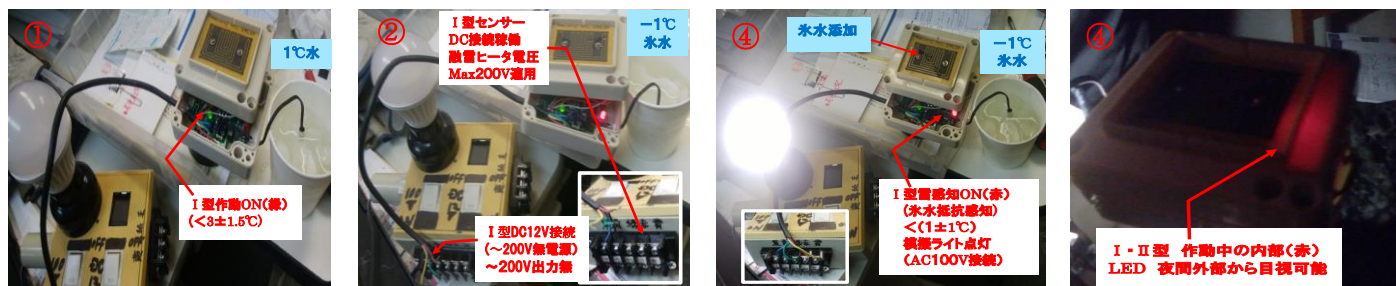 ①
1℃水
Ⅰ型作動ON(緑)
(<3±1.5℃)
②
Ⅰ型センサー
DC接続稼働
融雪ヒータ電圧
Max200V適用
－1℃
氷水
Ⅰ型DC12V接続
(～200V無電源)
～200V出力無
④
氷水添加
－1℃
氷水
Ⅰ型雪感知ON(赤)
(氷水抵抗感知)
<(1±1℃)
模擬ライト点灯
(AC100V接続)
④
Ⅰ・Ⅱ型 作動中の内部(赤)
LED 夜間外部から目視可能